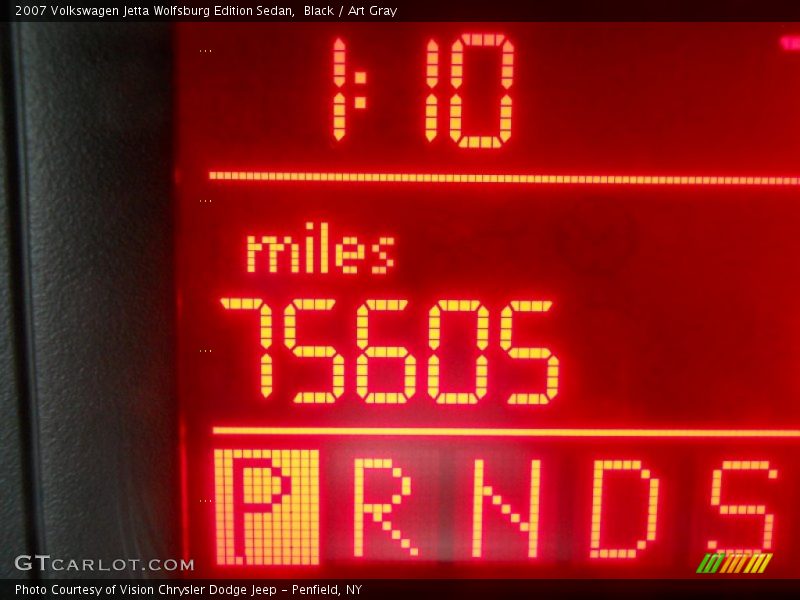 2007 Volkswagen Jetta Wolfsburg Edition Sedan, Black / Art Gray
1:10
miles
75605
P R N D S
GTCARLOT.COM
Photo Courtesy of Vision Chrysler Dodge Jeep - Penfield, NY